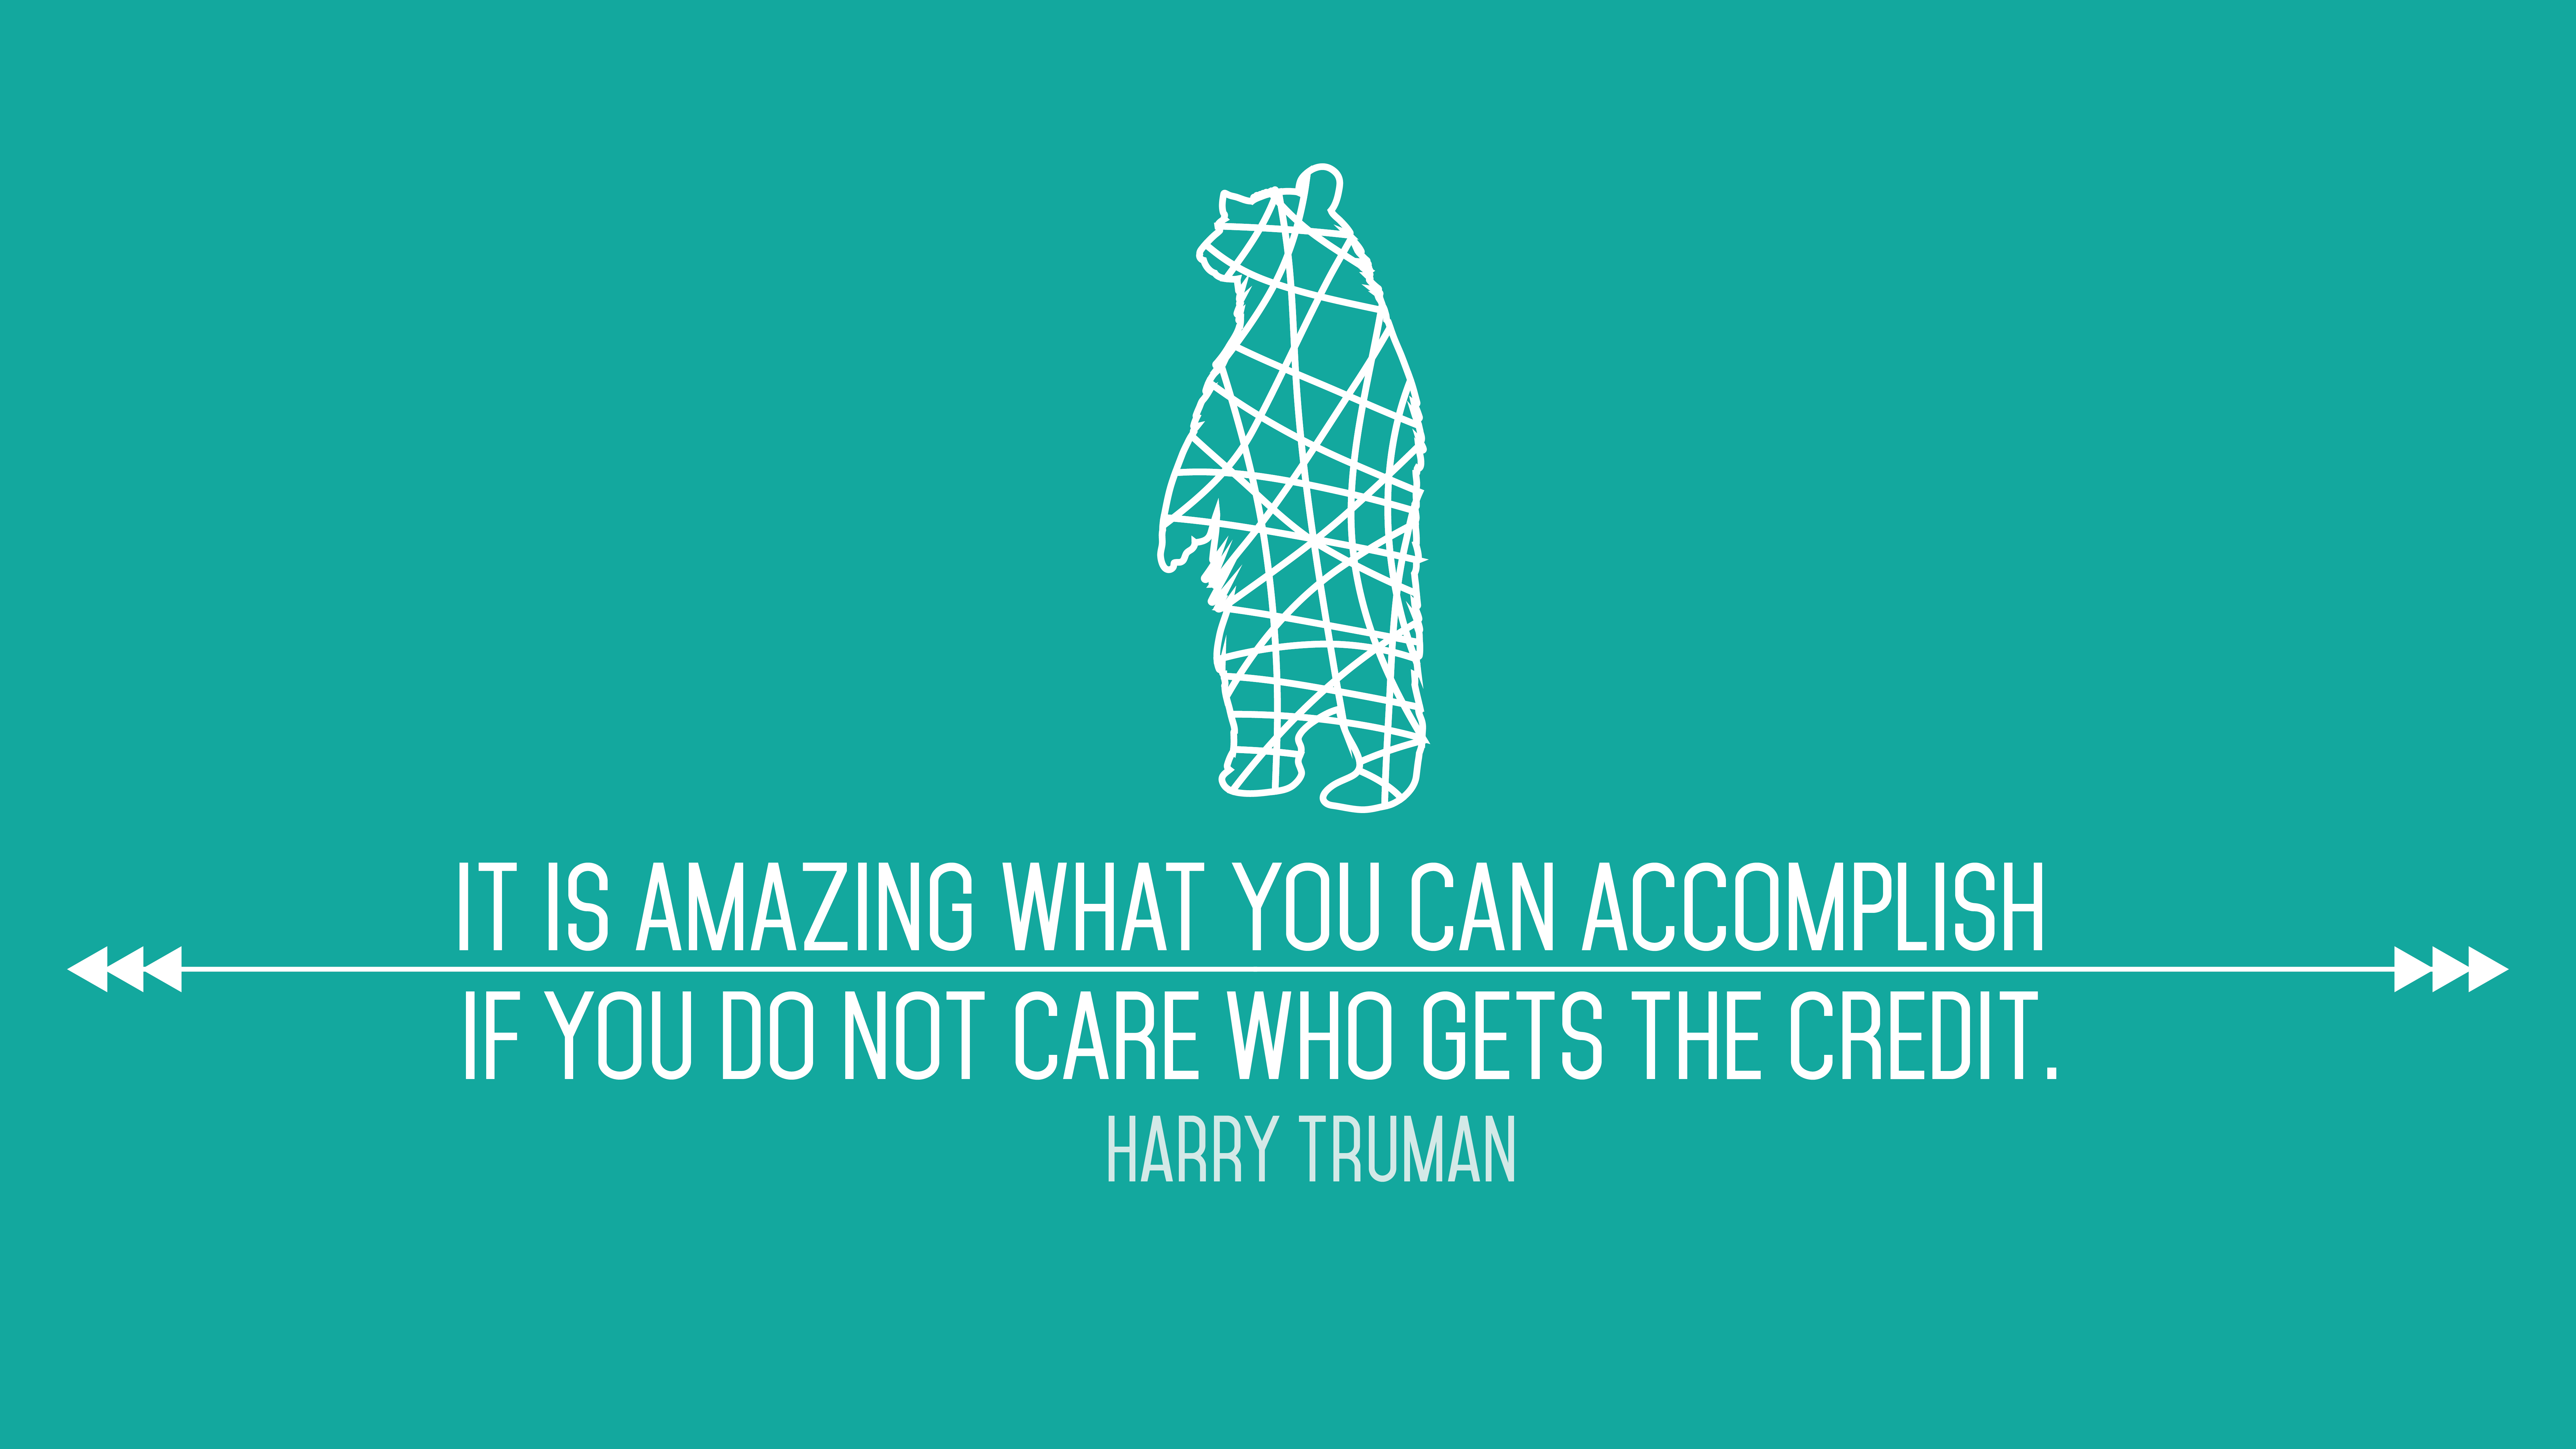 IT IS AMAZING WHAT YOU CAN ACCOMPLISH
IF YOU DO NOT CARE WHO GETS THE CREDIT.
HARRY TRUMAN